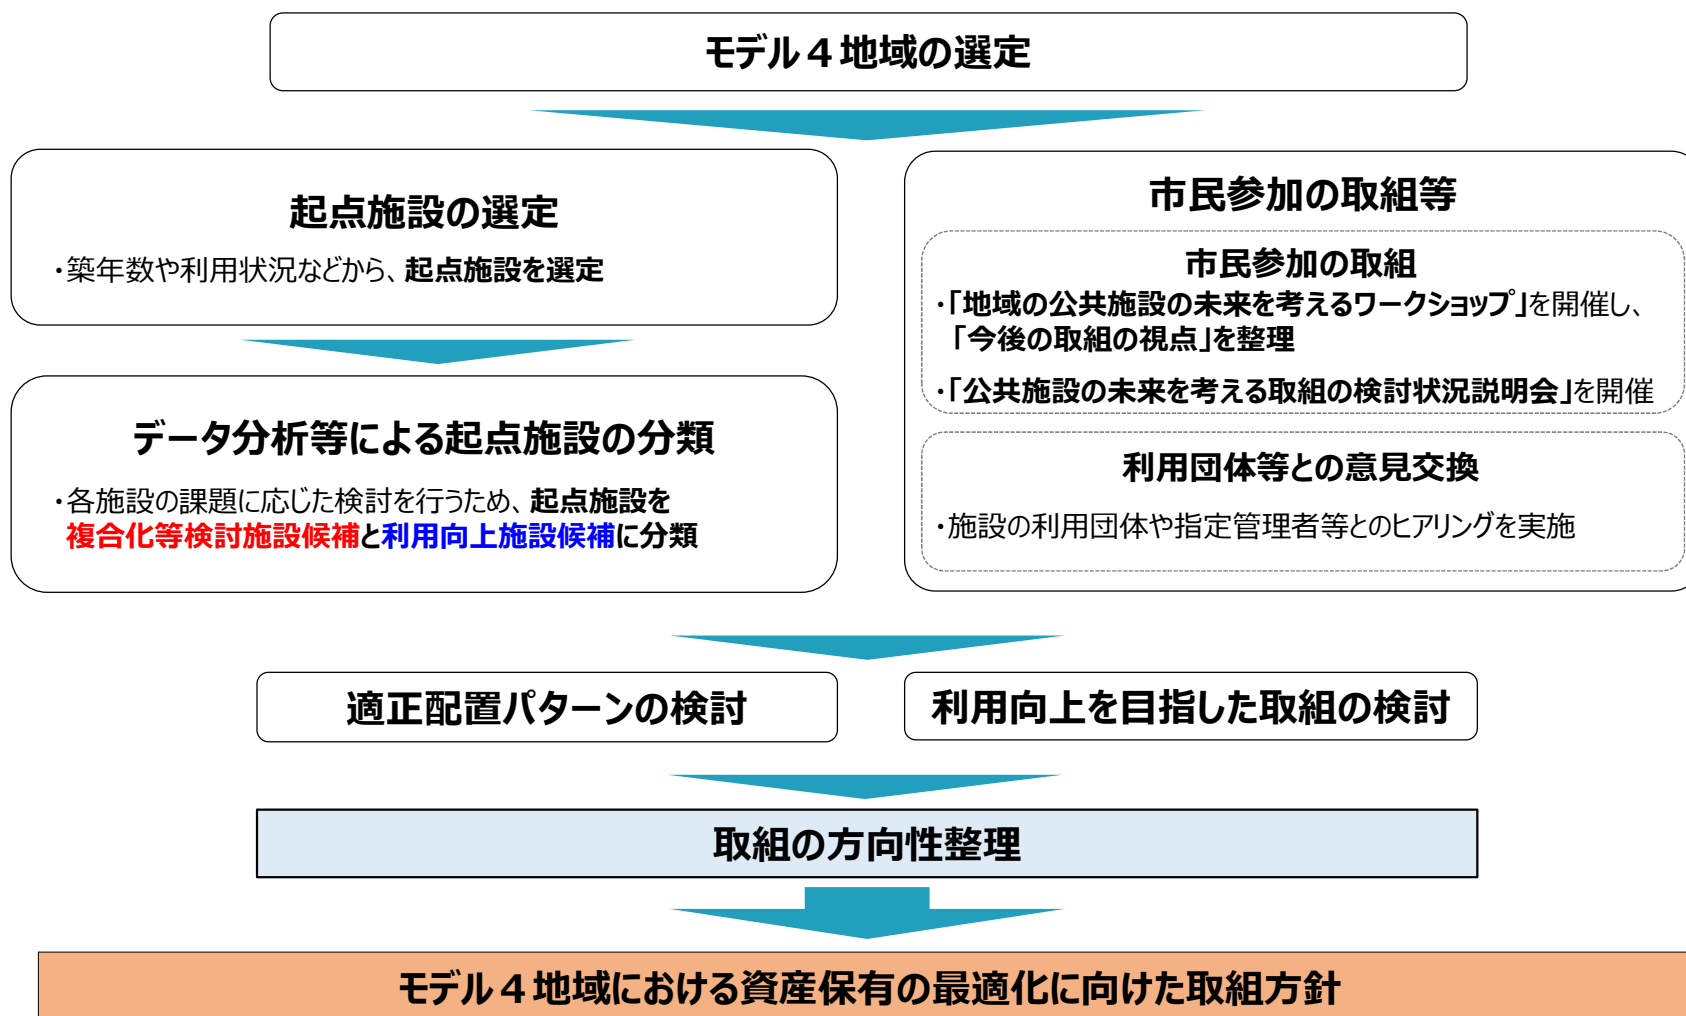 モデル４地域の選定
起点施設の選定
・築年数や利用状況などから、起点施設を選定
データ分析等による起点施設の分類
・各施設の課題に応じた検討を行うため、起点施設を
複合化等検討施設候補と利用向上施設候補に分類
市民参加の取組等
市民参加の取組
・「地域の公共施設の未来を考えるワークショップ」を開催し、
「今後の取組の視点」を整理
・「公共施設の未来を考える取組の検討状況説明会」を開催
利用団体等との意見交換
・施設の利用団体や指定管理者等とのヒアリングを実施
適正配置パターンの検討
利用向上を目指した取組の検討
取組の方向性整理
モデル４地域における資産保有の最適化に向けた取組方針